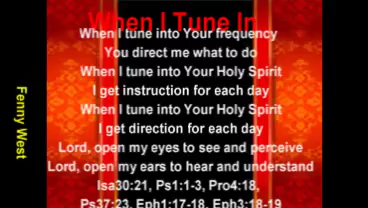 When I Tune In
When I tune into Your frequency
You direct me what to do
When I tune into Your Holy Spirit
I get instruction for each day
When I tune into Your Holy Spirit
I get direction for each day
Lord, open my eyes to see and perceive
Lord, open my ears to hear and understand
Isa30:21, Ps1:1-3, Pro4:18,
Ps37:23, Eph1:17-18, Eph3:18-19
Fenny West